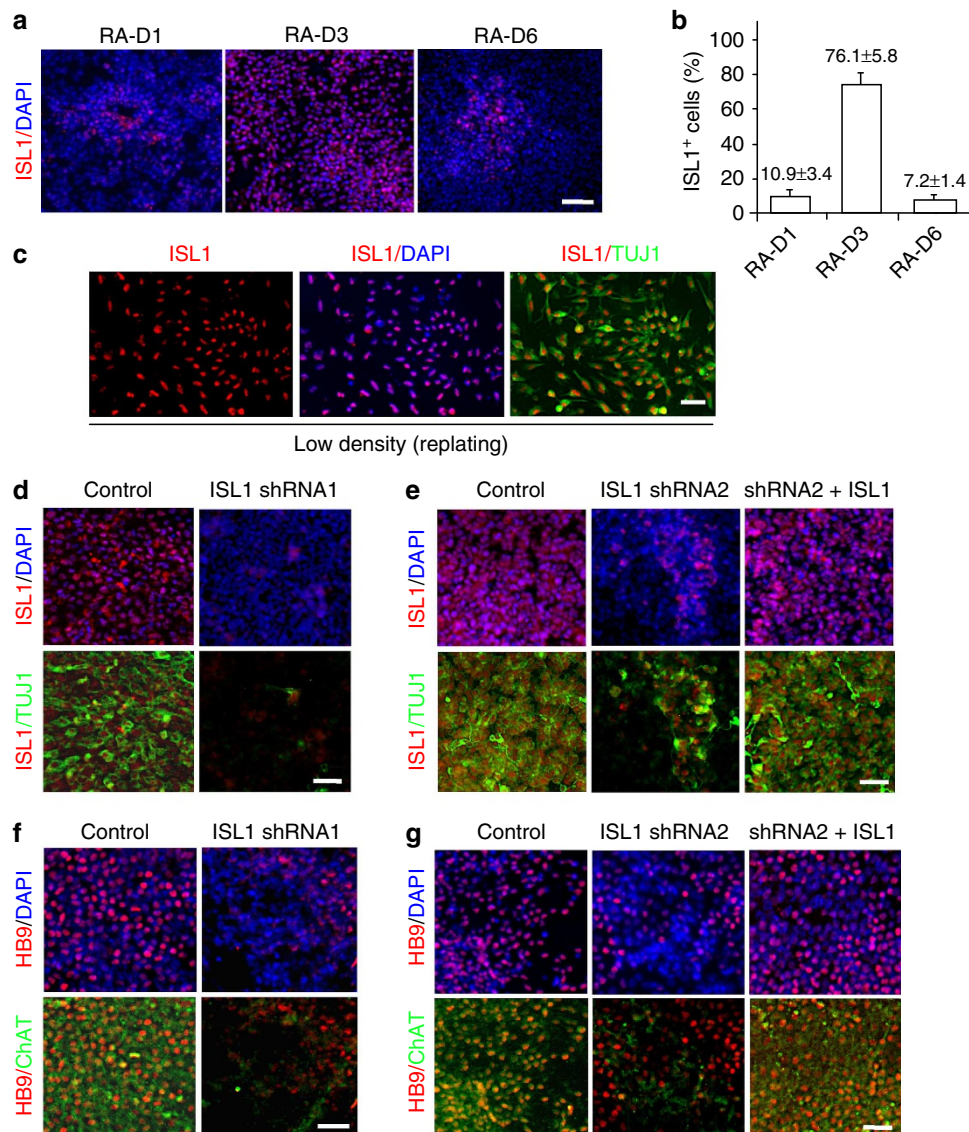 a
RA-D1 RA-D3 RA-D6
ISL1/DAPI
b
ISL1+ cells (%)
100
80
60
40
20
0
10.9±3.4
76.1±5.8
7.2±1.4
RA-D1
RA-D3
RA-D6
c
ISL1 ISL1/DAPI ISL1/TUJ1
Low density (replating)
d
Control ISL1 shRNA1
ISL1/DAPI
ISL1/TUJ1
e
Control ISL1 shRNA2 shRNA2 + ISL1
ISL1/DAPI
ISL1/TUJ1
f
Control ISL1 shRNA1
HB9/DAPI
HB9/ChAT
g
Control ISL1 shRNA2 shRNA2 + ISL1
HB9/DAPI
HB9/ChAT